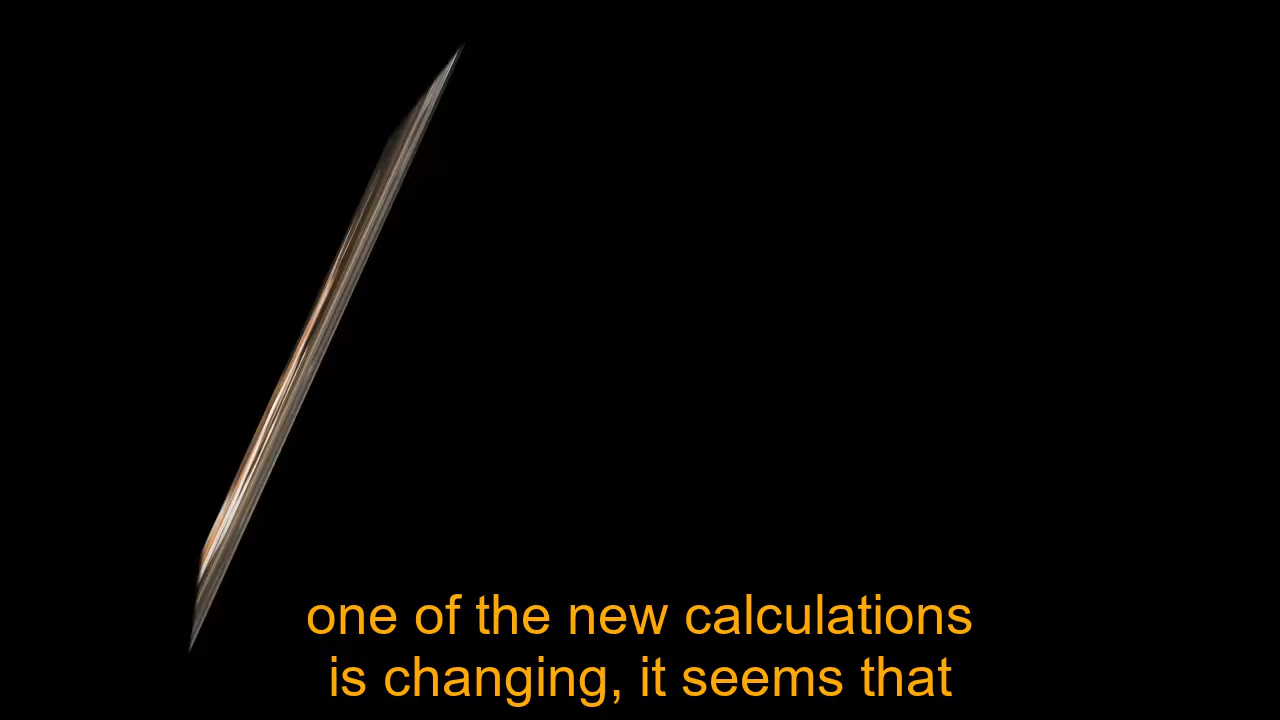 one of the new calculations
is changing, it seems that